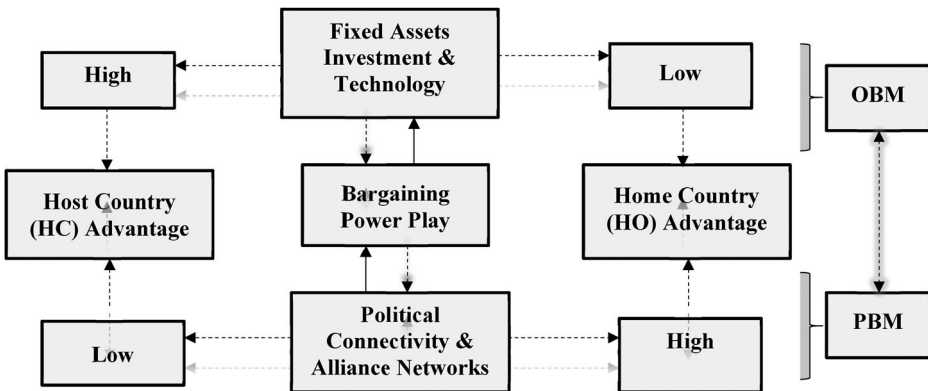 Fixed Assets
Investment &
Technology
High
Low
OBM
Host Country
(HC) Advantage
Bargaining
Power Play
Home Country
(HO) Advantage
Political
Connectivity &
Alliance Networks
Low
High
PBM